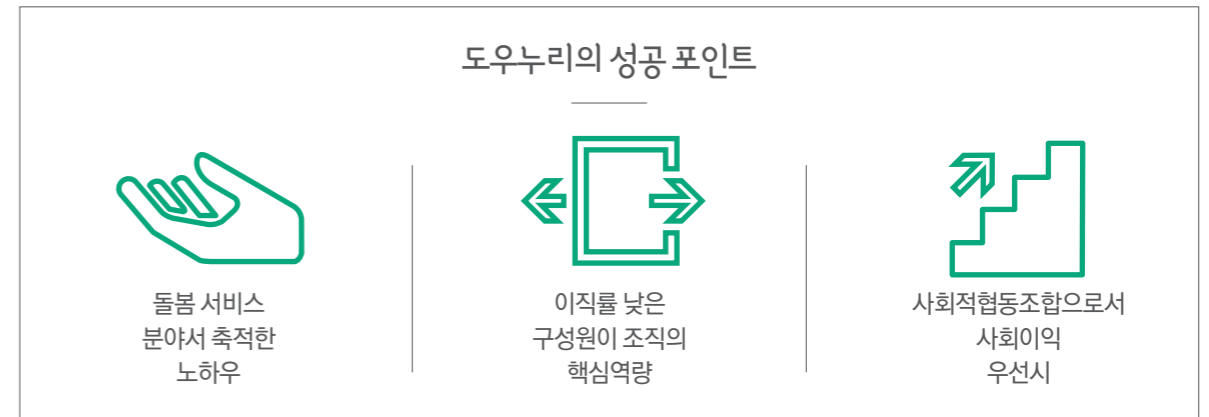 도우누리의 성공 포인트
돌봄 서비스
분야서 축적한
노하우
이직률 낮은
구성원이 조직의
핵심역량
사회적협동조합으로서
사회이익
우선시